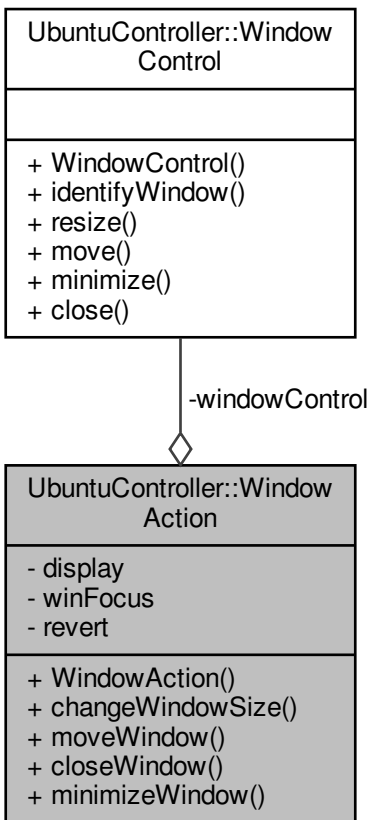 UbuntuController::Window
Control
+ WindowControl()
+ identifyWindow()
+ resize()
+ move()
+ minimize()
+ close()
-windowControl
UbuntuController::Window
Action
- display
- winFocus
- revert
+ WindowAction()
+ changeWindowSize()
+ moveWindow()
+ closeWindow()
+ minimizeWindow()